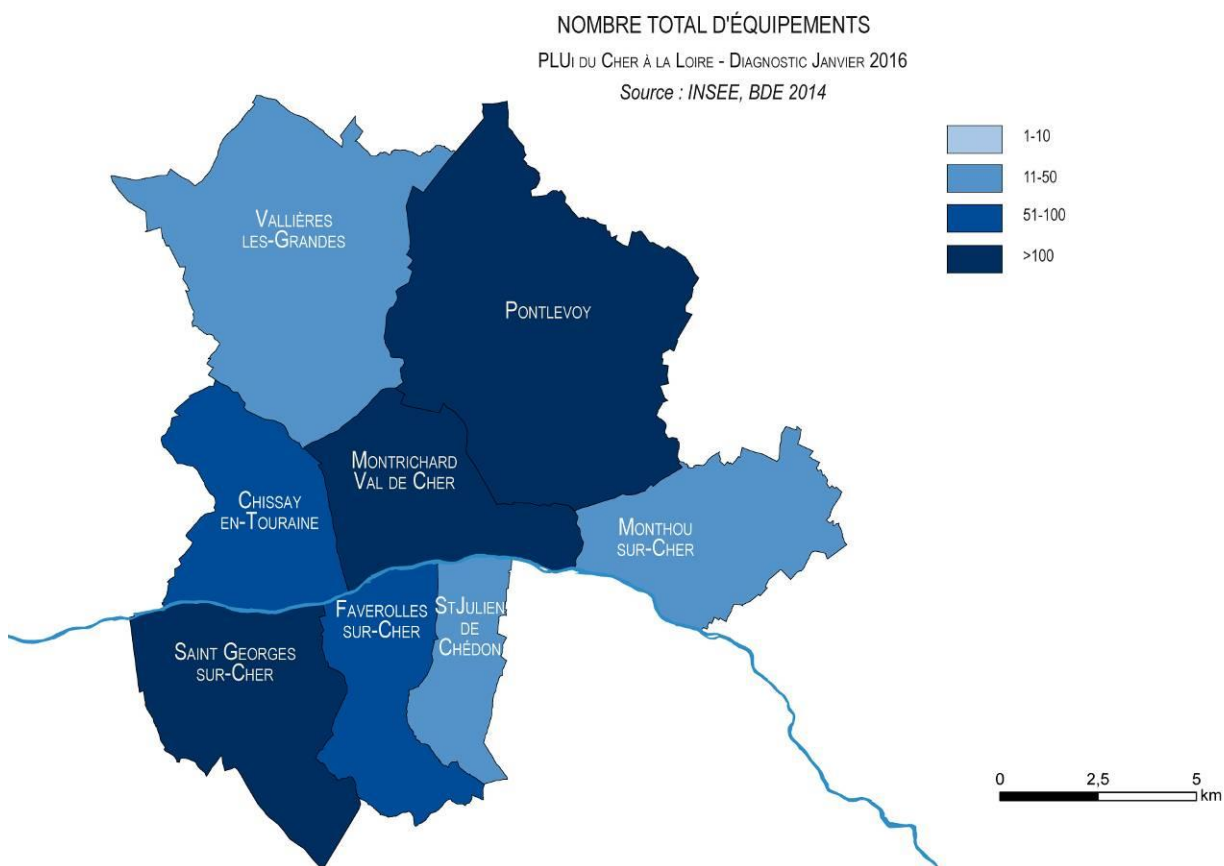 NOMBRE TOTAL D'ÉQUIPEMENTS
PLUI DU CHER À LA LOIRE - DIAGNOSTIC JANVIER 2016
Source : INSEE, BDE 2014
1-10
11-50
51-100
>100
VALLIÈRES
LES-GRANDES
PONTLEVOY
MONTRICHARD
VAL DE CHER
CHISSAY
EN-TOURAINE
MONTHOU
SUR-CHER
FAVEROLLES
SUR-CHER
ST JULIEN
DE
CHÉDON
SAINT GEORGES
SUR-CHER
0 2,5 5
km